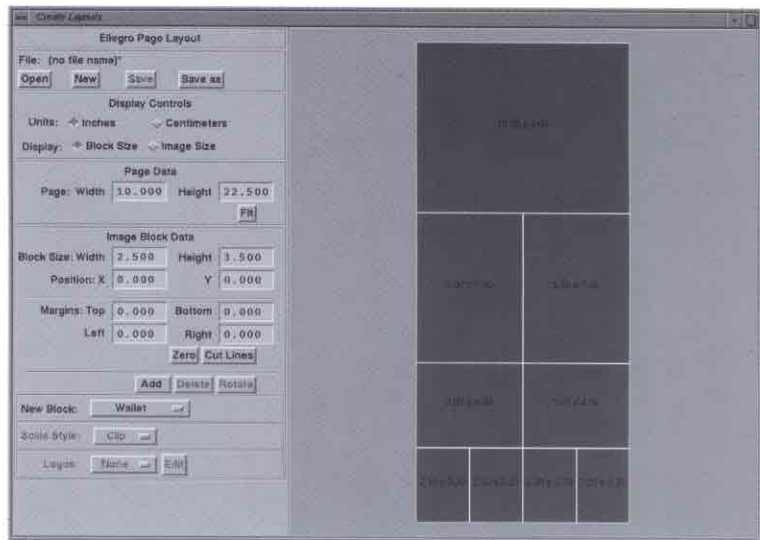 Create Layouts
Ellegro Page Layout
File: (no file name)*
Open New Save Save as
Display Controls
Units: Inches Centimeters
Display: Block Size Image Size
Page Data
Page: Width 10.000 Height 22.500
Fit
Image Block Data
Block Size: Width 2.500 Height 3.500
Position: X 0.000 Y 0.000
Margins: Top 0.000 Bottom 0.000
Left 0.000 Right 0.000
Zero Cut Lines
Add Delete Rotate
New Block: Wallet
Scale Style: Clip
Logos: None Edit